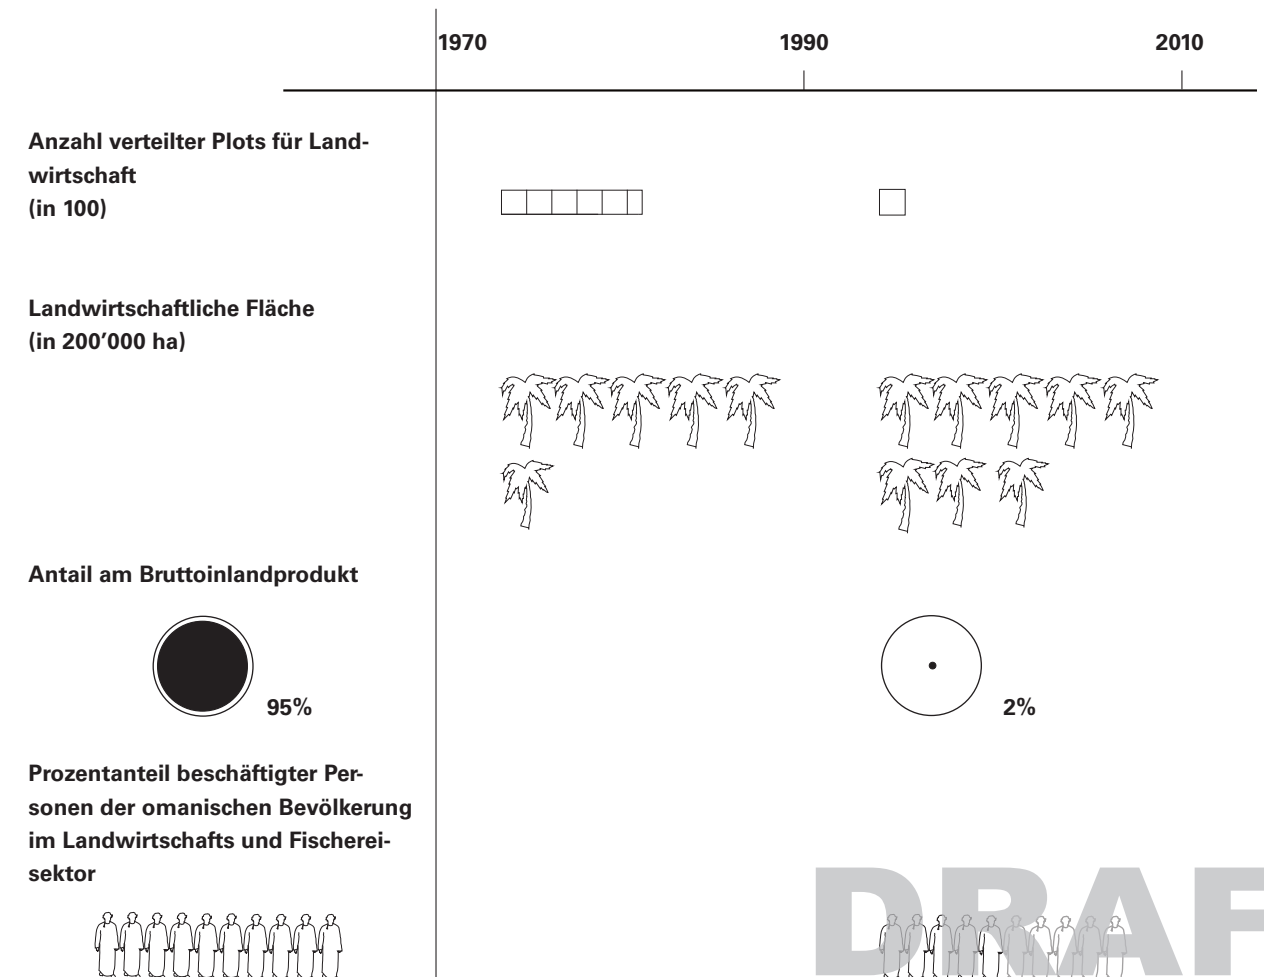 1970 1990 2010
Anzahl verteilter Plots für Land-
wirtschaft
(in 100)
Landwirtschaftliche Fläche
(in 200’000 ha)
Antail am Bruttoinlandprodukt
95% 2%
Prozentanteil beschäftigter Per-
sonen der omanischen Bevölkerung
im Landwirtschafts und Fischerei-
sektor
DRAF